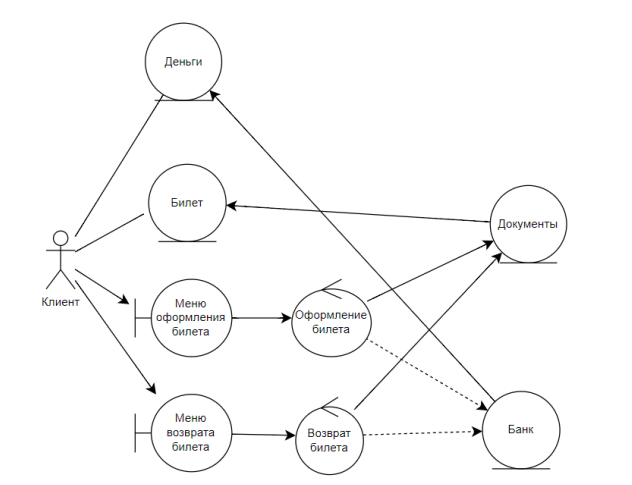 Деньги
Билет
Документы
Клиент
Меню
оформления
билета
Оформление
билета
Меню
возврата
билета
Возврат
билета
Банк